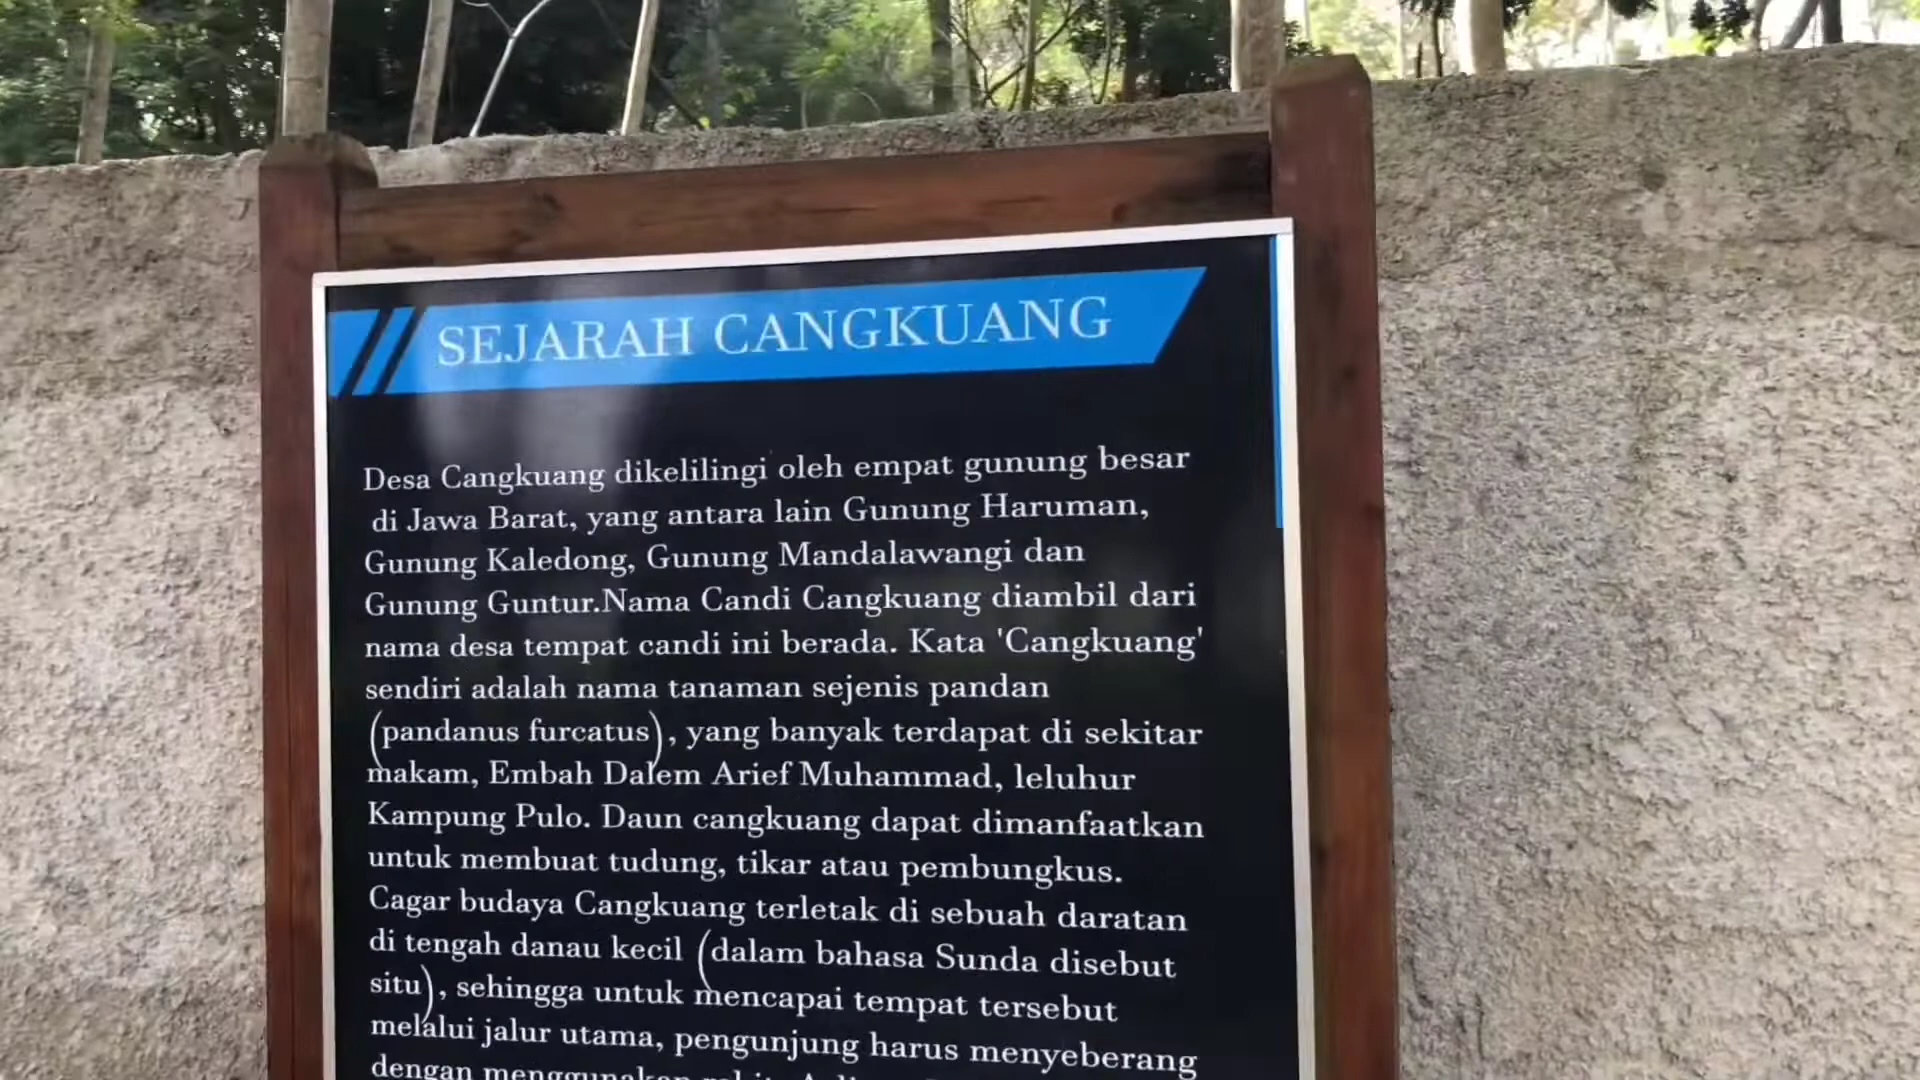 SEJARAH CANGKUANG
Desa Cangkuang dikelilingi oleh empat gunung besar
di Jawa Barat, yang antara lain Gunung Haruman,
Gunung Kaledong, Gunung Mandalawangi dan
Gunung Guntur.Nama Candi Cangkuang diambil dari
nama desa tempat candi ini berada. Kata 'Cangkuang'
sendiri adalah nama tanaman sejenis pandan
(pandanus furcatus), yang banyak terdapat di sekitar
makam, Embah Dalem Arief Muhammad, leluhur
Kampung Pulo. Daun cangkuang dapat dimanfaatkan
untuk membuat tudung, tikar atau pembungkus.
Cagar budaya Cangkuang terletak di sebuah daratan
di tengah danau kecil (dalam bahasa Sunda disebut
situ), sehingga untuk mencapai tempat tersebut
melalui jalur utama, pengunjung harus menyeberang
dengan menggunakan